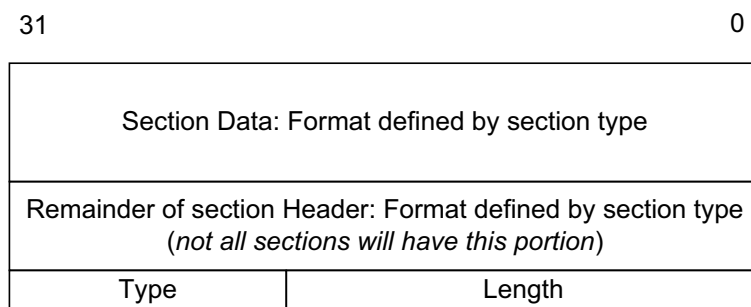 31 0
Section Data: Format defined by section type
Remainder of section Header: Format defined by section type
(not all sections will have this portion)
Type Length